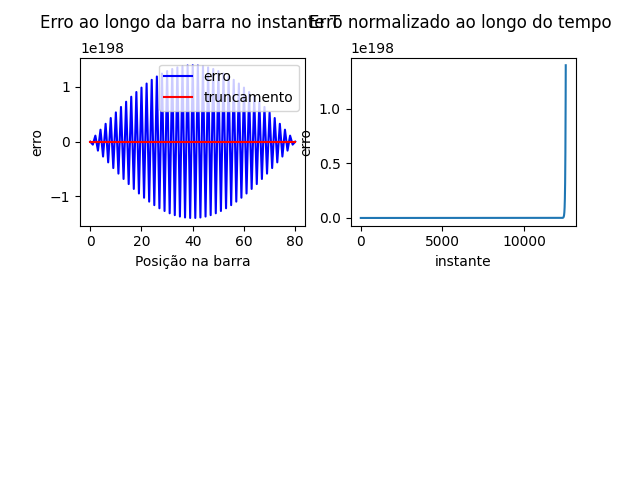 Erro ao longo da barra no instante T
Erro normalizado ao longo do tempo
1e198
erro
truncamento
1
0
−1
erro
0
20
40
60
80
Posição na barra
1e198
1.0
0.5
0.0
erro
0
5000
10000
instante